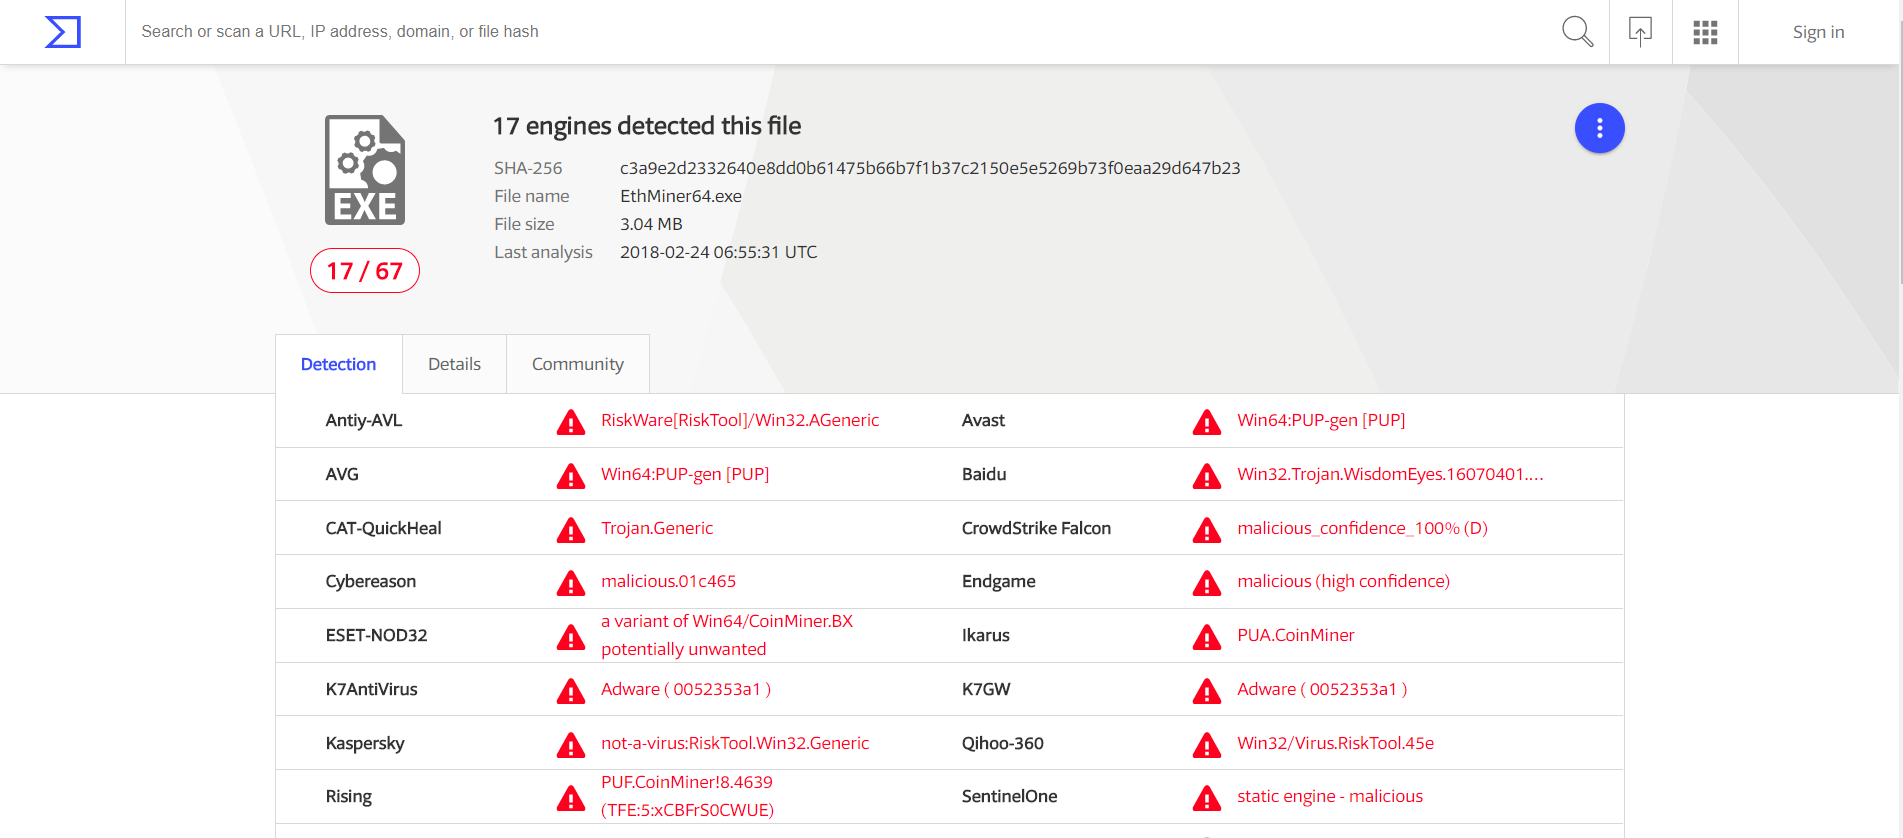 Search or scan a URL, IP address, domain, or file hash
Sign in
EXE
17 / 67
17 engines detected this file
SHA-256 c3a9e2d2332640e8dd0b61475b66b7f1b37c2150e5e5269b73f0eaa29d647b23
File name EthMiner64.exe
File size 3.04 MB
Last analysis 2018-02-24 06:55:31 UTC
Detection Details Community
Antiy-AVL RiskWare[RiskTool]/Win32.AGeneric Avast Win64:PUP-gen [PUP]
AVG Win64:PUP-gen [PUP] Baidu Win32.Trojan.WisdomEyes.16070401....
CAT-QuickHeal Trojan.Generic CrowdStrike Falcon malicious_confidence_100% (D)
Cybereason malicious.01c465 Endgame malicious (high confidence)
ESET-NOD32 a variant of Win64/CoinMiner.BX
potentially unwanted Ikarus PUA.CoinMiner
K7AntiVirus Adware ( 0052353a1 ) K7GW Adware ( 0052353a1 )
Kaspersky not-a-virus:RiskTool.Win32.Generic Qihoo-360 Win32/Virus.RiskTool.45e
Rising PUF.CoinMiner!8.4639
(TFE:5:xCBFrS0CWUE) SentinelOne static engine - malicious